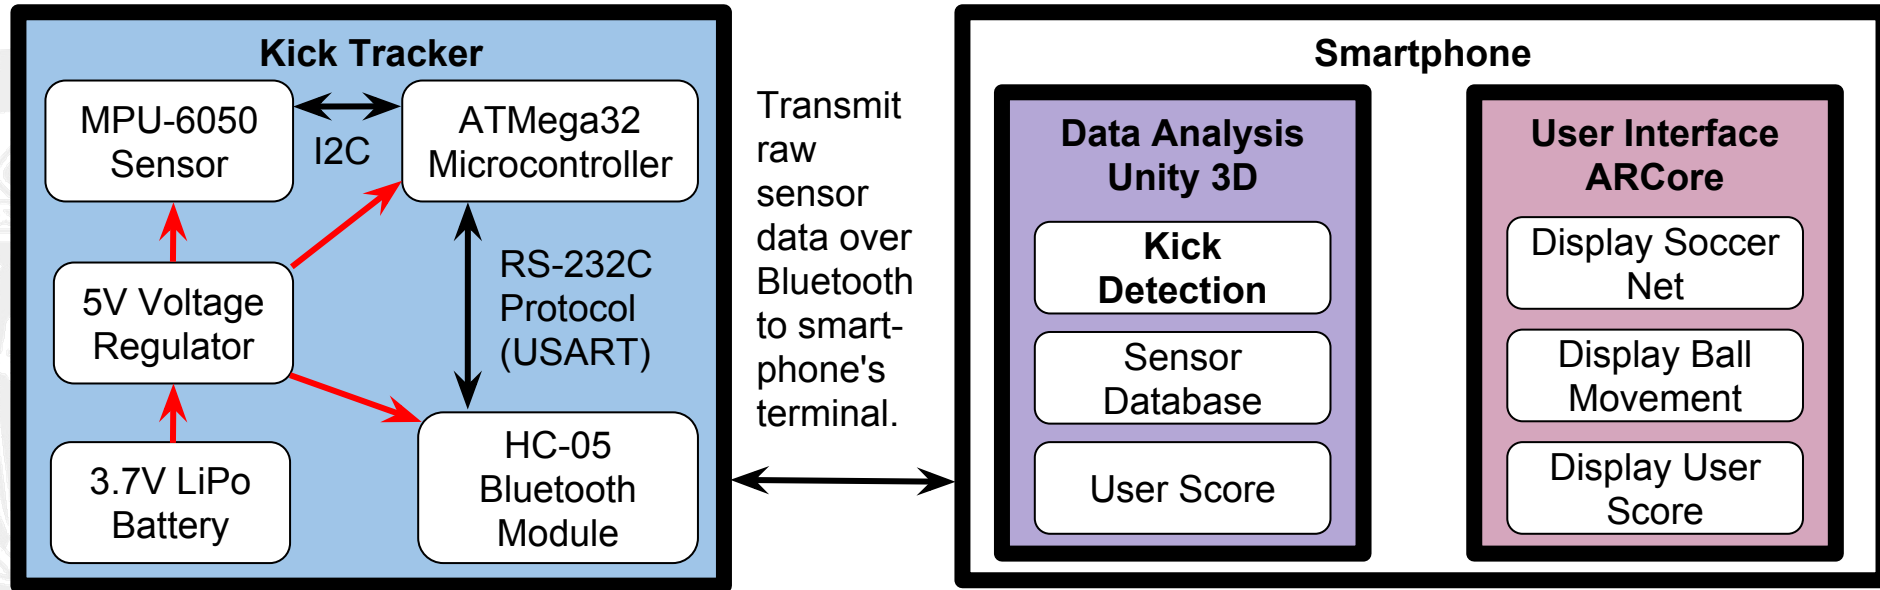 Kick Tracker
MPU-6050
Sensor
I2C
ATMega32
Microcontroller
5V Voltage
Regulator
RS-232C
Protocol
(USART)
3.7V LiPo
Battery
HC-05
Bluetooth
Module
Transmit
raw
sensor
data over
Bluetooth
to smart-
phone's
terminal.
Smartphone
Data Analysis
Unity 3D
Kick
Detection
Sensor
Database
User Score
User Interface
ARCore
Display Soccer
Net
Display Ball
Movement
Display User
Score